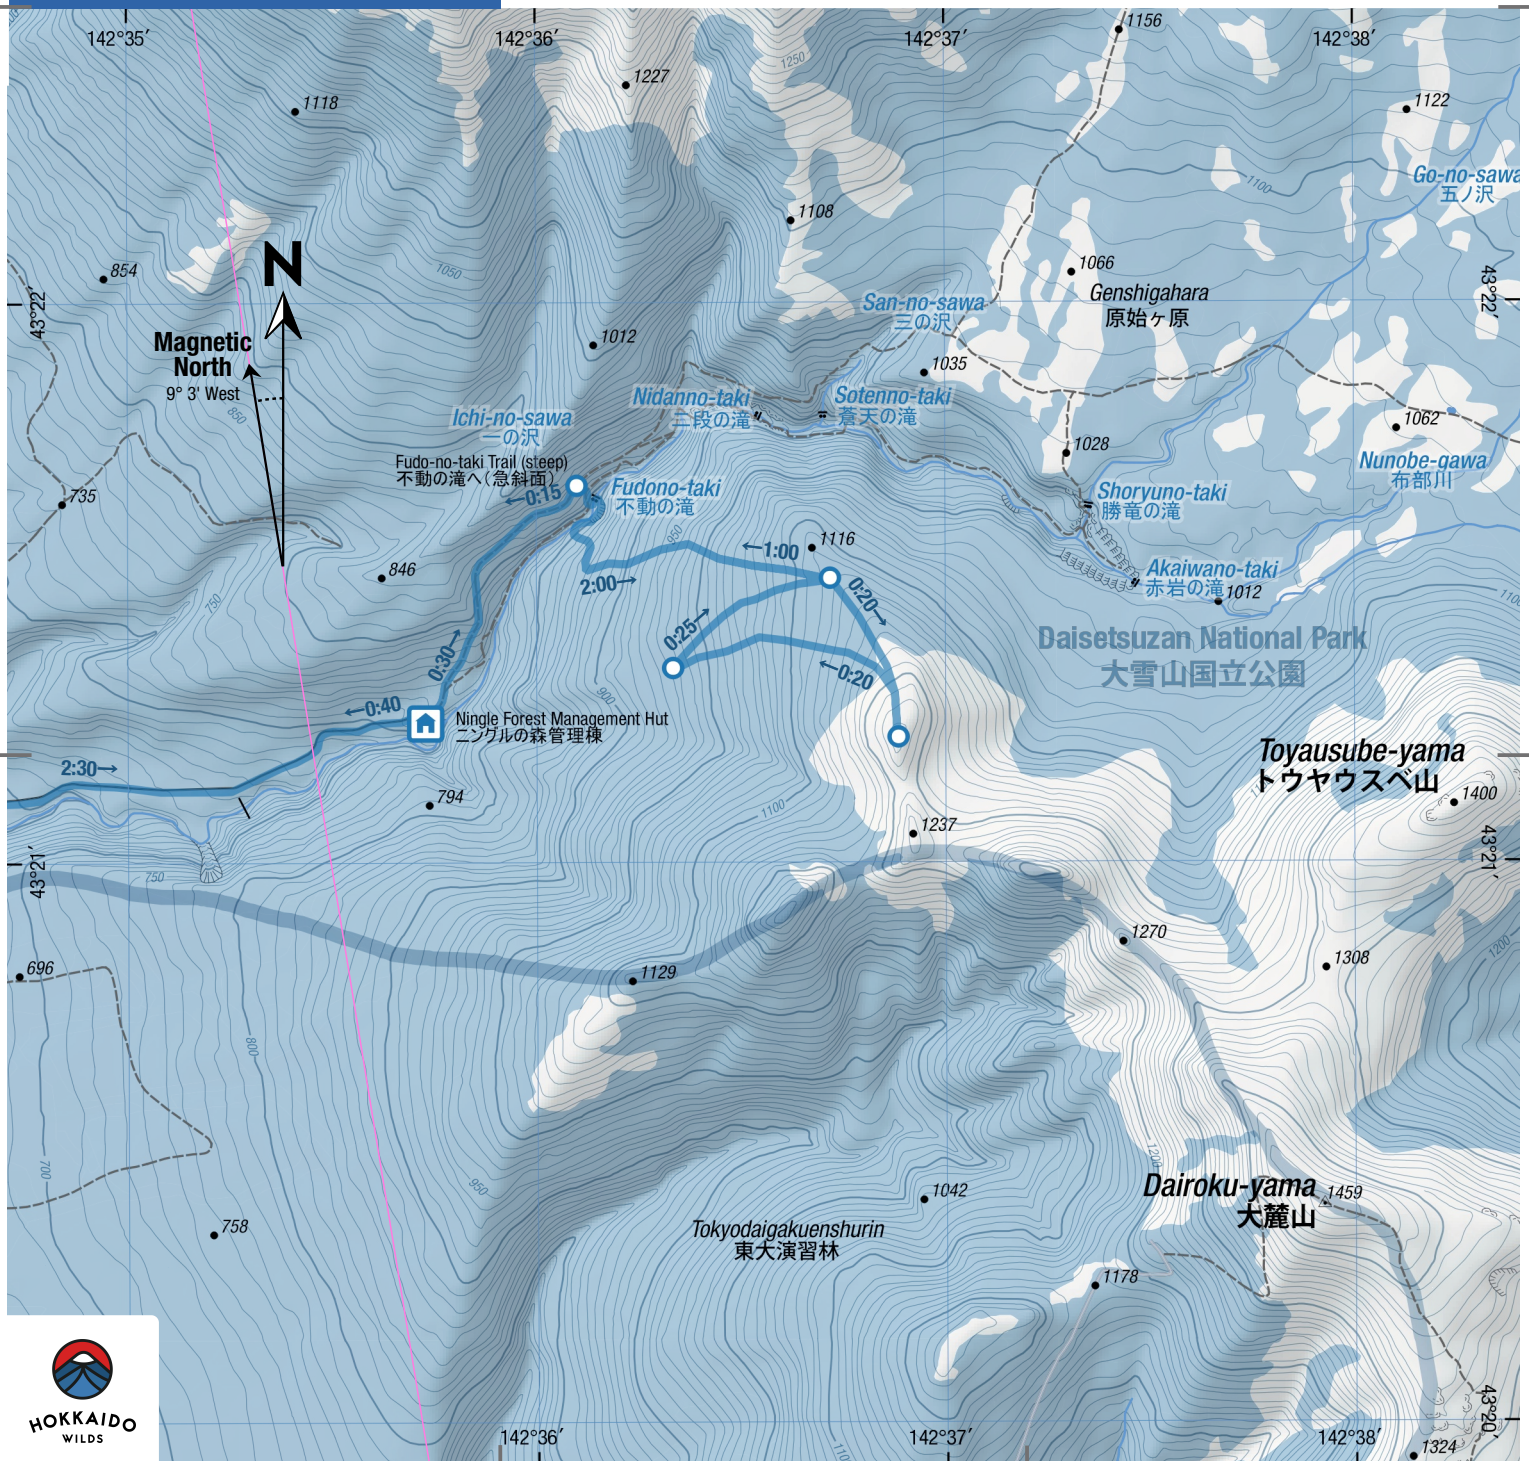 142°35′
142°36′
142°37′
142°38′
1156
1250
1227
1118
1122
1100
Go-no-sawa
五ノ沢
1108
854
1050
1066
Genshigahara
原始ヶ原
43°22′
43°22′
N
Magnetic
North
9° 3' West
San-no-sawa
三の沢
1012
1035
850
Nidanno-taki
二段の滝
Sotenno-taki
蒼天の滝
Ichi-no-sawa
一の沢
1062
1028
Fudo-no-taki Trail (steep)
不動の滝へ（急斜面）
←0:15
Nunobe-gawa
布部川
735
Fudono-taki
不動の滝
Shoryuno-taki
勝竜の滝
950
1116
←1:00
846
2:00→
0:20→
Akaiwano-taki
赤岩の滝
1012
1100
750
0:25→
0:30→
←0:20
Daisetsuzan National Park
大雪山国立公園
900
←0:40
Ningle Forest Management Hut
ニングルの森管理棟
2:30→
Toyausube-yama
トウヤウスベ山
794
1100
1400
1237
43°21′
43°21′
750
1270
1200
696
1129
1308
800
700
950
1200
1042
Dairoku-yama
大麓山
1459
758
Tokyodaigakuenshurin
東大演習林
1178
HOKKAIDO
WILDS
43°20′
142°36′
142°37′
142°38′
1100
1324